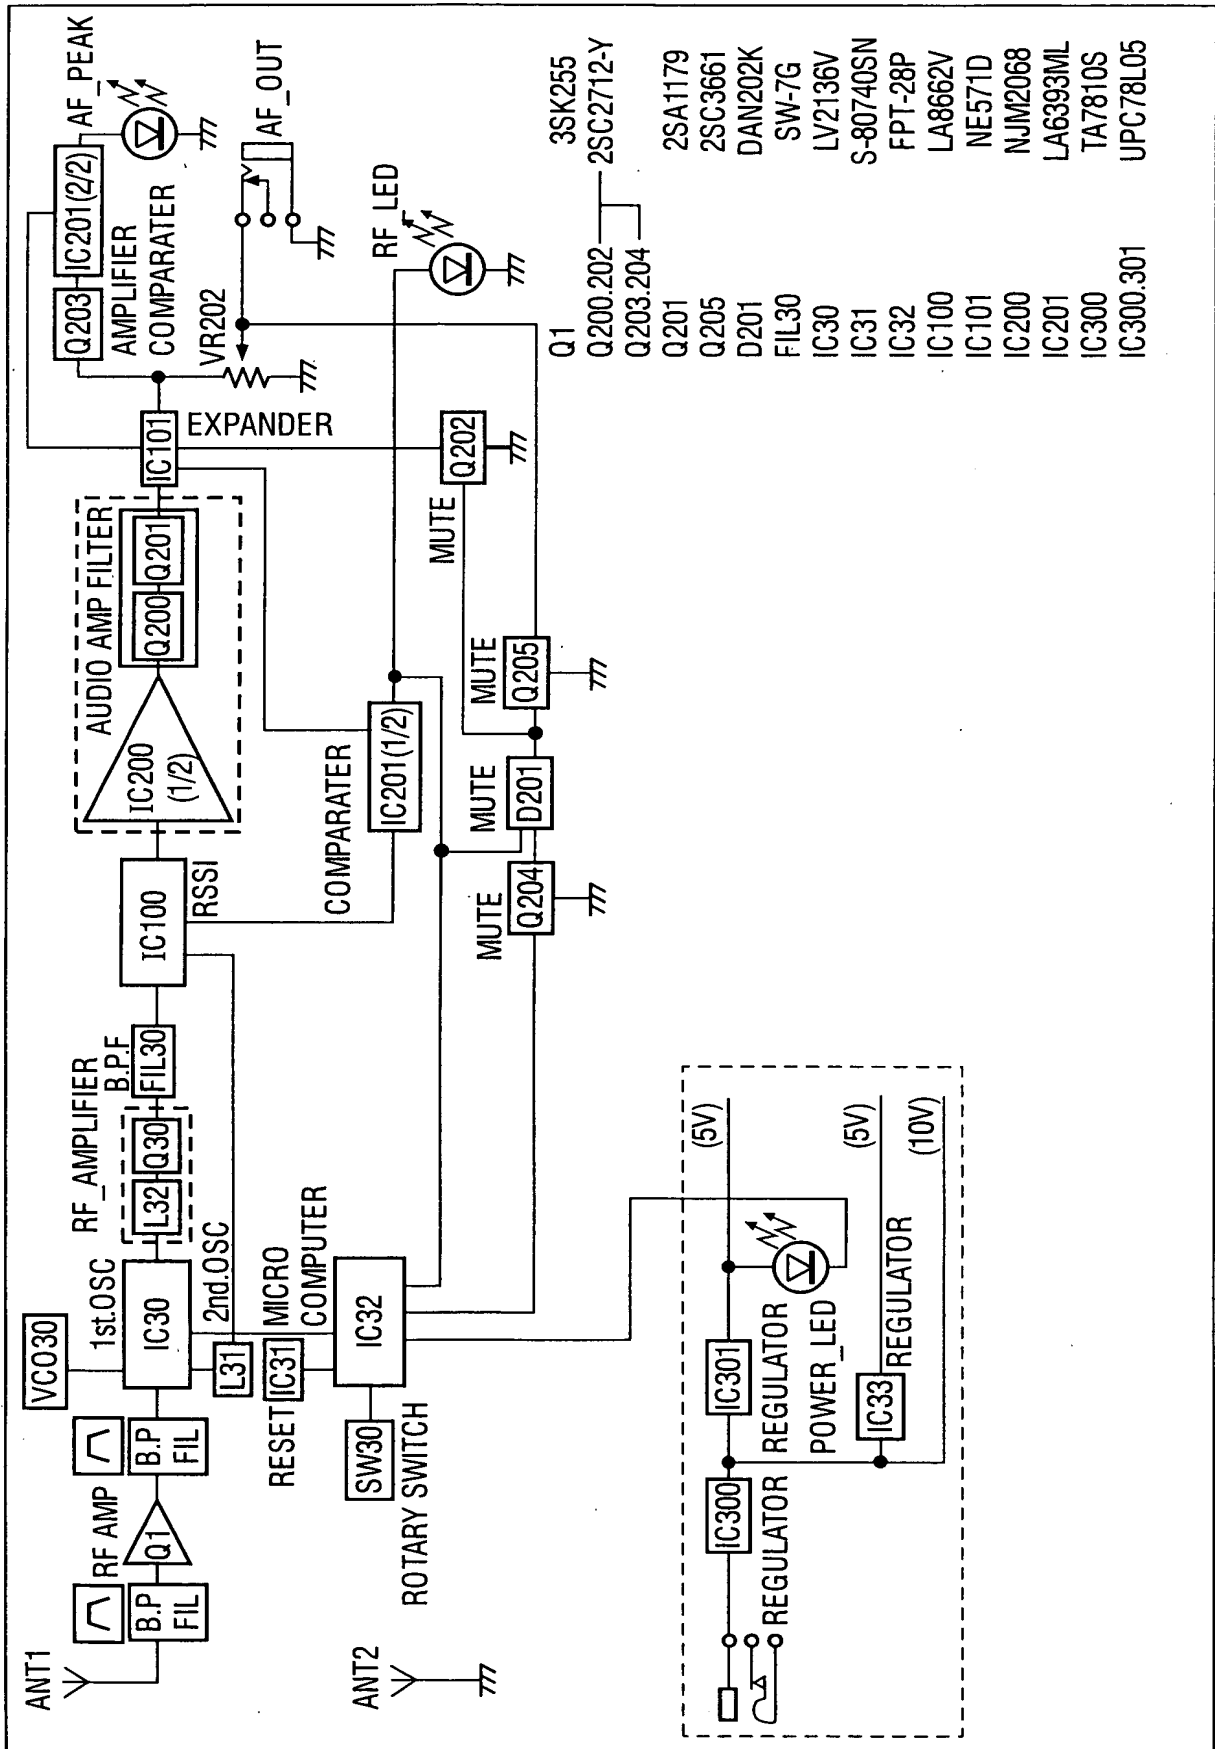 ANT1
B.P
FIL
RF AMP
Q1
B.P
FIL
VCO30
1st.OSC
IC30
2nd.OSC
L31
RF_AMPLIFIER
L32
Q30
B.P.F
FIL30
IC100
RSSI
AUDIO AMP FILTER
IC200
(1/2)
Q200
Q201
IC101
EXPANDER
Q203
IC201(2/2)
AMPLIFIER
COMPARATER
AF_PEAK
VR202
AF_OUT
ANT2
RESET
IC31
MICRO
COMPUTER
IC32
SW30
ROTARY SWITCH
COMPARATER
IC201(1/2)
RF_LED
MUTE
Q202
MUTE
Q204
MUTE
D201
MUTE
Q205
IC300
REGULATOR
IC301
REGULATOR
POWER_LED
IC33
REGULATOR
(5V)
(5V)
(10V)
Q1 3SK255
Q200.202 2SC2712-Y
Q203.204
Q201 2SA1179
Q205 2SC3661
D201 DAN202K
FIL30 SW-7G
IC30 LV2136V
IC31 S-80740SN
IC32 FPT-28P
IC100 LA8662V
IC101 NE571D
IC200 NJM2068
IC201 LA6393ML
IC300 TA7810S
IC300.301 UPC78L05